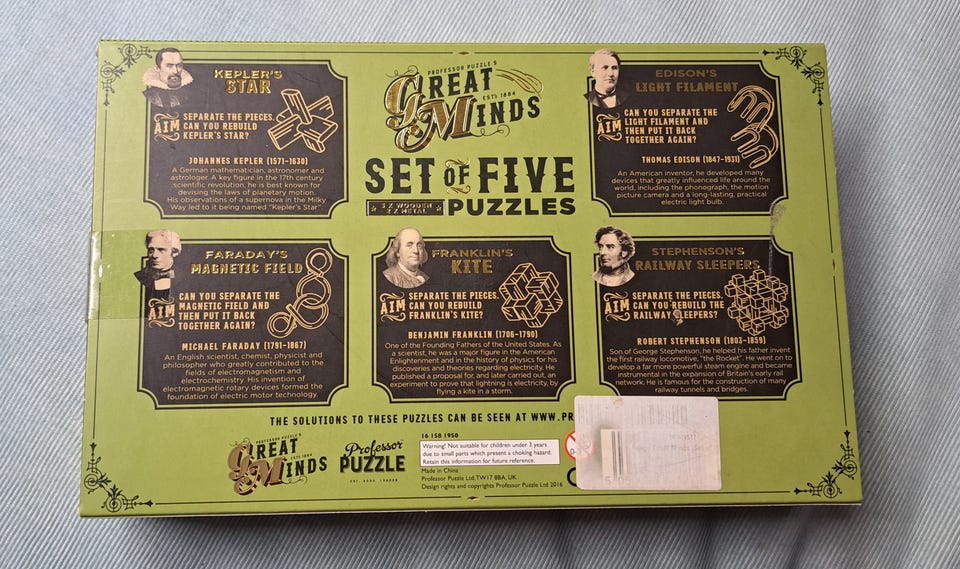 KEPLER'S
STAR
AIM
SEPARATE THE PIECES.
CAN YOU REBUILD
KEPLER'S STAR?
JOHANNES KEPLER (1571-1630)
A German mathematician, astronomer and
astrologer. A key figure in the 17th century
scientific revolution, he is best known for
devising the laws of planetary motion.
His observations of a supernova in the Milky
Way led to it being named "Kepler's Star"
PROFESSOR PUZZLE'S
GREAT
MINDS
ESTD 1884
SET OF FIVE
3 X WOODEN
2 X METAL
PUZZLES
EDISON'S
LIGHT FILAMENT
AIM
CAN YOU SEPARATE THE
LIGHT FILAMENT AND
THEN PUT IT BACK
TOGETHER AGAIN?
THOMAS EDISON (1847-1931)
An American inventor, he developed many
devices that greatly influenced life around the
world, including the phonograph, the motion
picture camera and a long-lasting, practical
electric light bulb.
FARADAY'S
MAGNETIC FIELD
AIM
CAN YOU SEPARATE THE
MAGNETIC FIELD AND
THEN PUT IT BACK
TOGETHER AGAIN?
MICHAEL FARADAY (1791-1867)
An English scientist, chemist, physicist and
philosopher who greatly contributed to the
fields of electromagnetism and
electrochemistry. His invention of
electromagnetic rotary devices formed the
foundation of electric motor technology.
FRANKLIN'S
KITE
AIM
SEPARATE THE PIECES.
CAN YOU REBUILD
FRANKLIN'S KITE?
BENJAMIN FRANKLIN (1706-1790)
One of the Founding Fathers of the United States. As
a scientist, he was a major figure in the American
Enlightenment and in the history of physics for his
discoveries and theories regarding electricity. He
published a proposal for, and later carried out, an
experiment to prove that lightning is electricity, by
flying a kite in a storm.
STEPHENSON'S
RAILWAY SLEEPERS
AIM
SEPARATE THE PIECES.
CAN YOU REBUILD THE
RAILWAY SLEEPERS?
ROBERT STEPHENSON (1803-1859)
Son of George Stephenson, he helped his father invent
the first railway locomotive, "the Rocket". He went on to
develop a far more powerful steam engine and became
instrumental in the expansion of Britain's early rail
network. He is famous for the construction of many
railway tunnels and bridges.
THE SOLUTIONS TO THESE PUZZLES CAN BE SEEN AT WWW.PR
PROFESSOR PUZZLE'S
GREAT
MINDS
ESTD 1884
Professor
PUZZLE
EST. LONDON
16 158 1950
Warning! Not suitable for children under 3 years
due to small parts which present a choking hazard.
Retain this information for future reference.
Made in China
Professor Puzzle Ltd, TW17 8BA, UK
Design rights and copyrights Professor Puzzle Ltd 2016